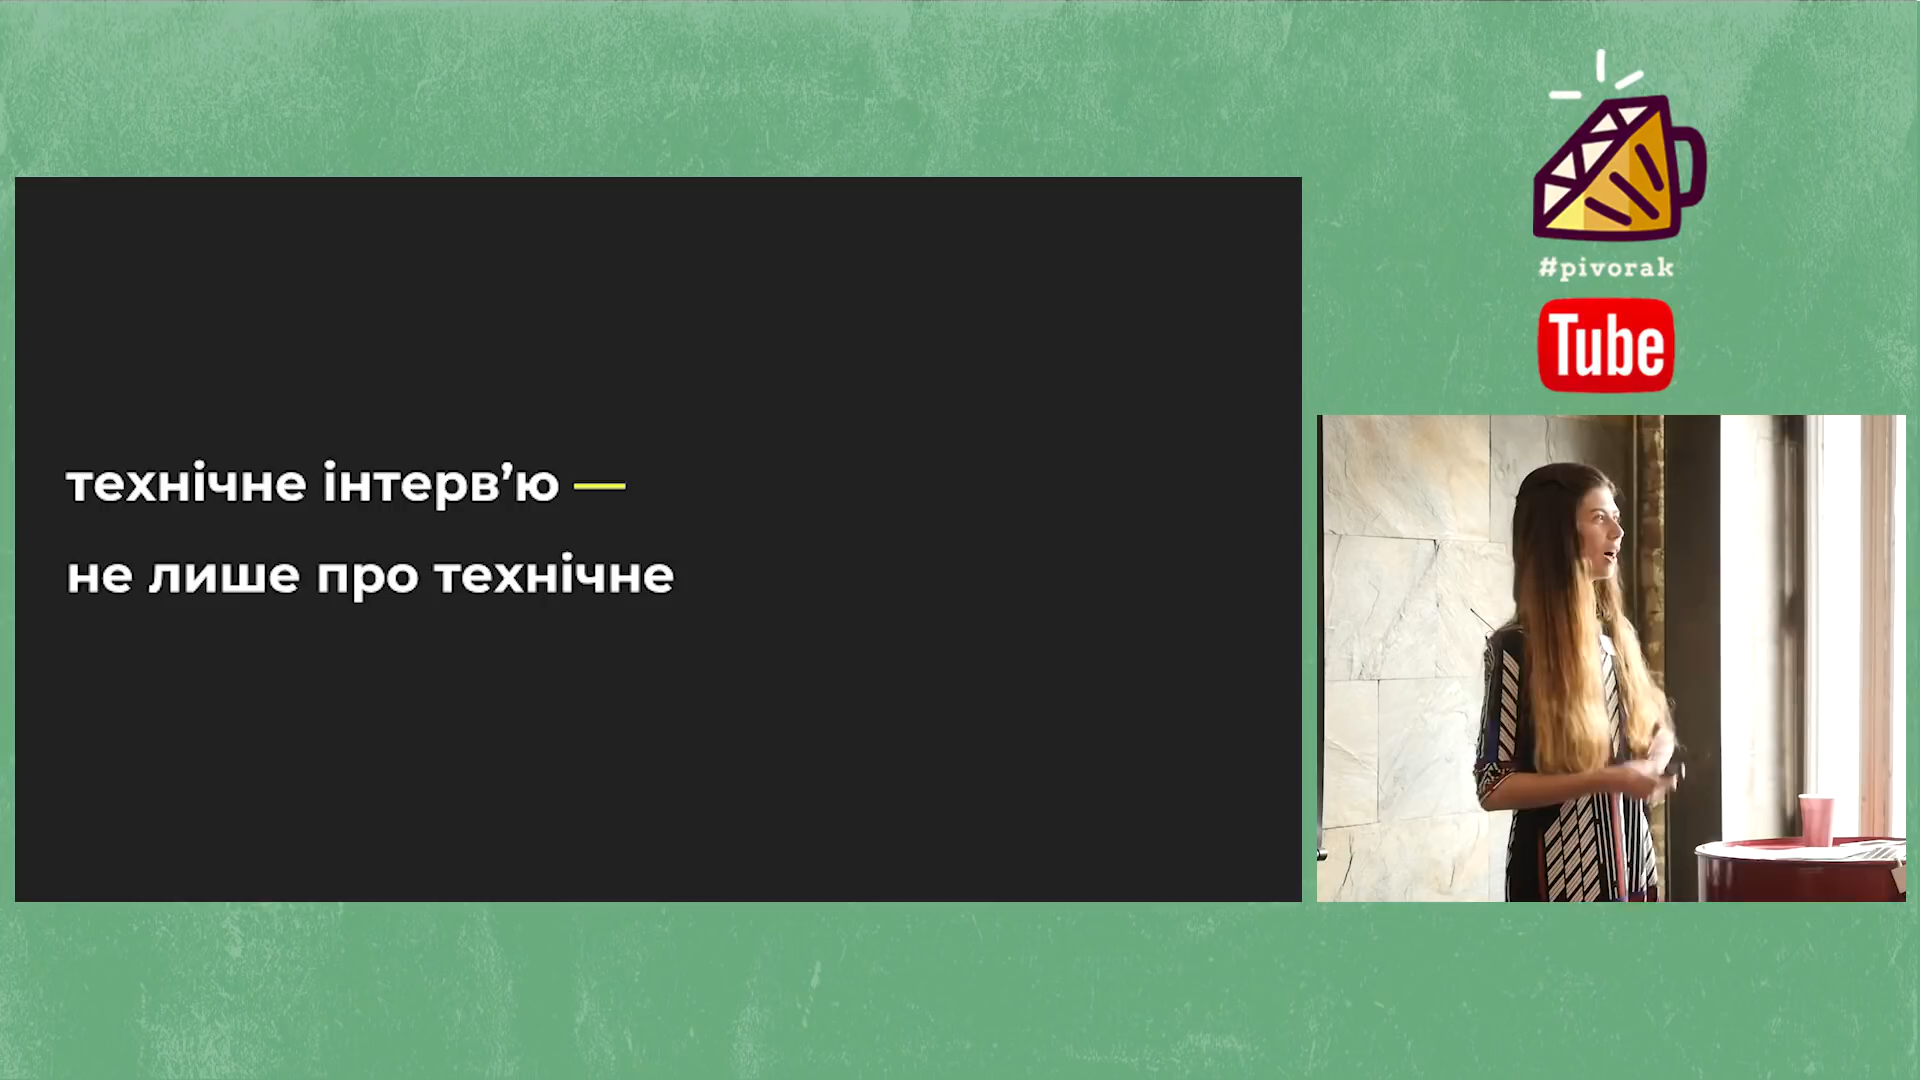 технічне інтерв’ю —
не лише про технічне
#pivorak
Tube